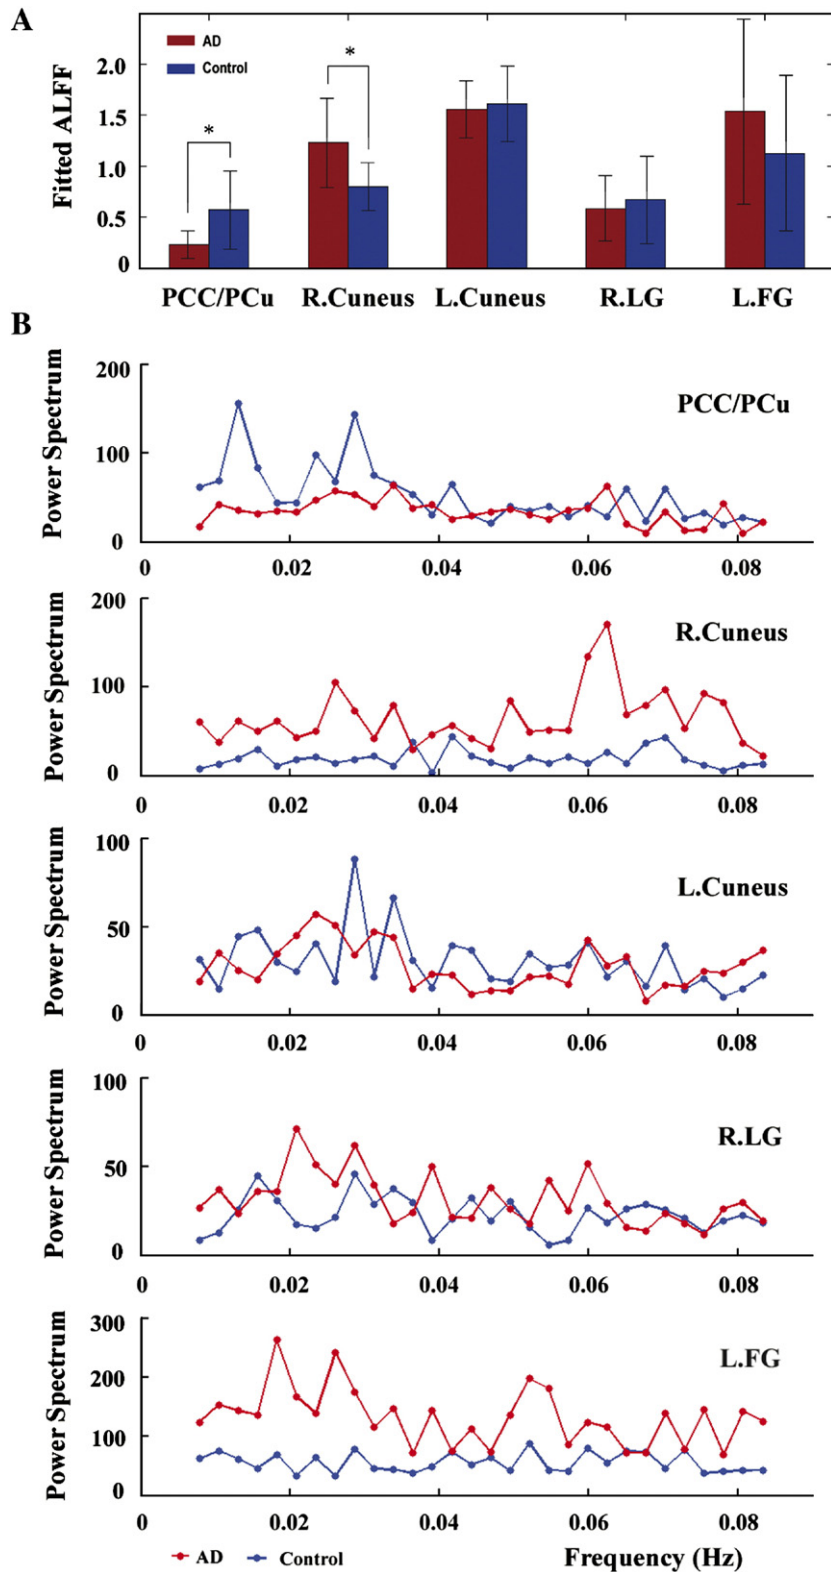 A
AD
Control
*
*
Fitted ALFF
2.0
1.5
1.0
0.5
0
PCC/PCu R.Cuneus L.Cuneus R.LG L.FG
B
PCC/PCu
Power Spectrum
200
100
0
0 0.02 0.04 0.06 0.08
R.Cuneus
Power Spectrum
200
100
0
0 0.02 0.04 0.06 0.08
L.Cuneus
Power Spectrum
100
50
0
0 0.02 0.04 0.06 0.08
R.LG
Power Spectrum
100
50
0
0 0.02 0.04 0.06 0.08
L.FG
Power Spectrum
300
200
100
0
0 0.02 0.04 0.06 0.08
AD Control Frequency (Hz)